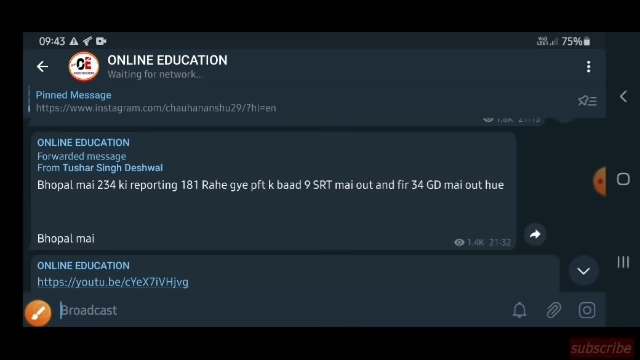 09:43 75%
ONLINE EDUCATION
Waiting for network...
Pinned Message
https://www.instagram.com/chauhananshu29/?hl=en
ONLINE EDUCATION
Forwarded message
From Tushar Singh Deshwal
Bhopal mai 234 ki reporting 181 Rahe gye pft k baad 9 SRT mai out and fir 34 GD mai out hue
Bhopal mai
1.4K 21:32
ONLINE EDUCATION
https://youtu.be/cYeX7iVHjvg
Broadcast
subscribe